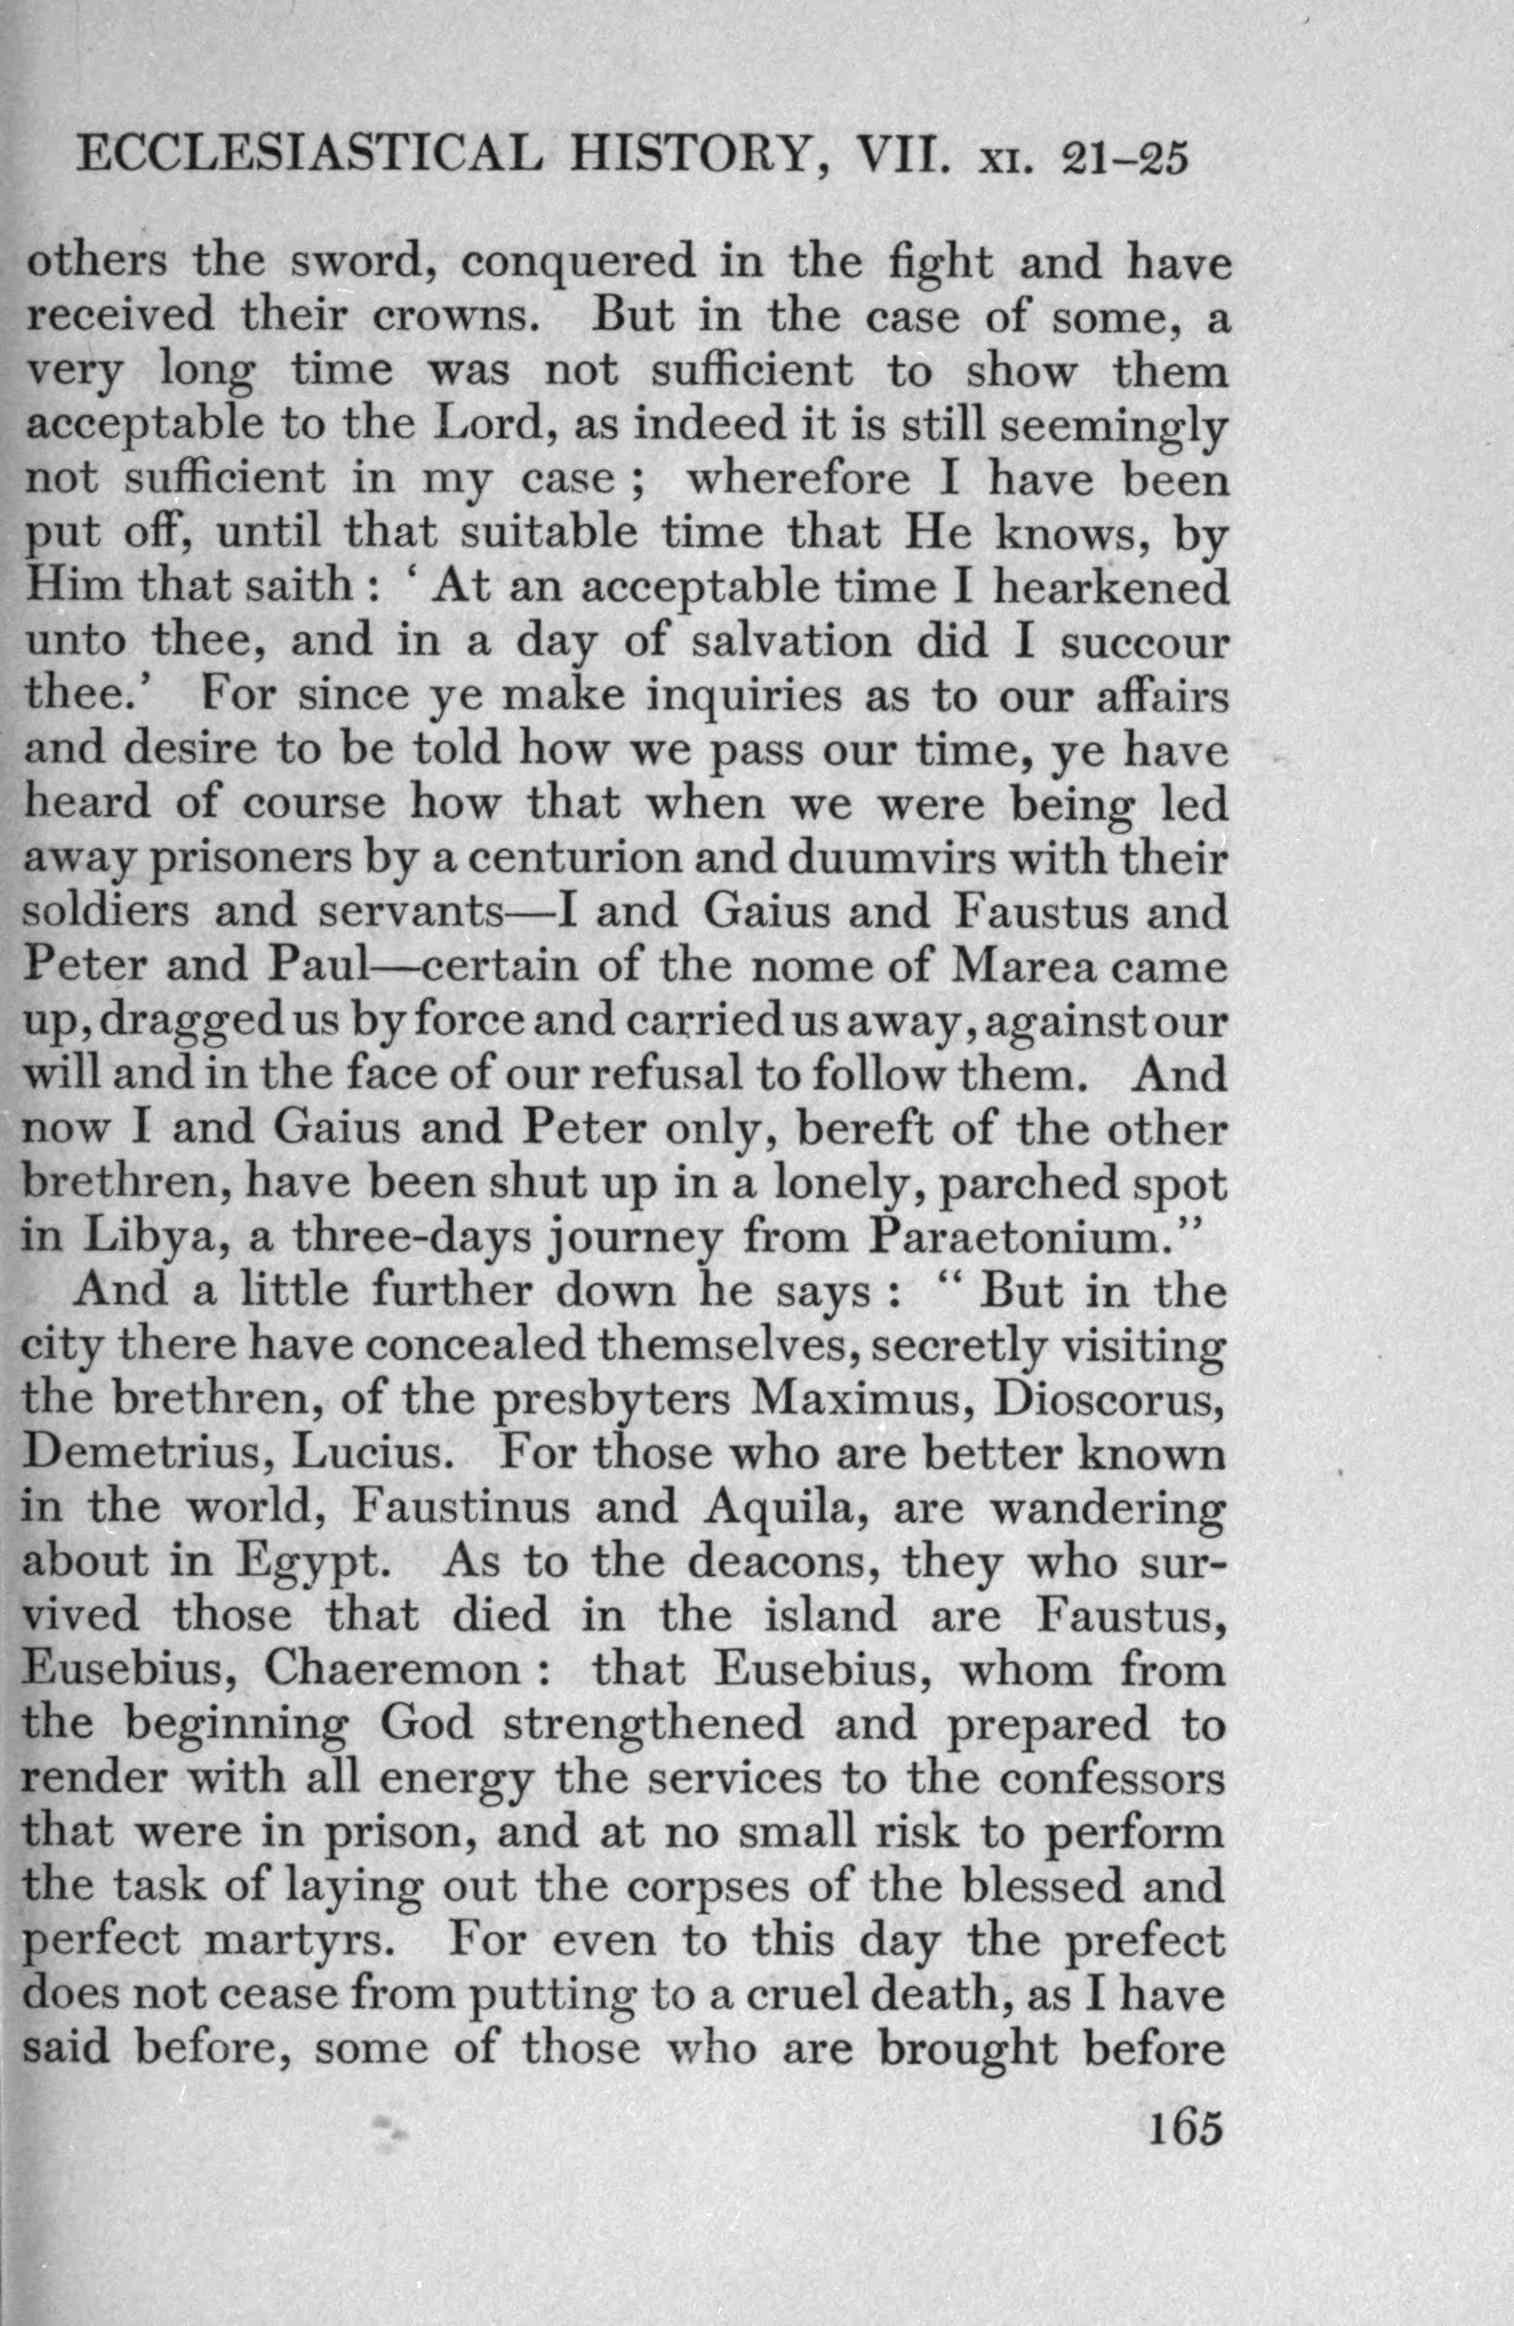 ECCLESIASTICAL HISTORY, VII. XI. 21–25
others the sword, conquered in the fight and have
received their crowns. But in the case of some, a
very long time was not sufficient to show them
acceptable to the Lord, as indeed it is still seemingly
not sufficient in my case ; wherefore I have been
put off, until that suitable time that He knows, by
Him that saith : ‘ At an acceptable time I hearkened
unto thee, and in a day of salvation did I succour
thee.’ For since ye make inquiries as to our affairs
and desire to be told how we pass our time, ye have
heard of course how that when we were being led
away prisoners by a centurion and duumvirs with their
soldiers and servants—I and Gaius and Faustus and
Peter and Paul—certain of the nome of Marea came
up, dragged us by force and carried us away, against our
will and in the face of our refusal to follow them. And
now I and Gaius and Peter only, bereft of the other
brethren, have been shut up in a lonely, parched spot
in Libya, a three-days journey from Paraetonium.”
And a little further down he says : “ But in the
city there have concealed themselves, secretly visiting
the brethren, of the presbyters Maximus, Dioscorus,
Demetrius, Lucius. For those who are better known
in the world, Faustinus and Aquila, are wandering
about in Egypt. As to the deacons, they who sur-
vived those that died in the island are Faustus,
Eusebius, Chaeremon : that Eusebius, whom from
the beginning God strengthened and prepared to
render with all energy the services to the confessors
that were in prison, and at no small risk to perform
the task of laying out the corpses of the blessed and
perfect martyrs. For even to this day the prefect
does not cease from putting to a cruel death, as I have
said before, some of those who are brought before
165